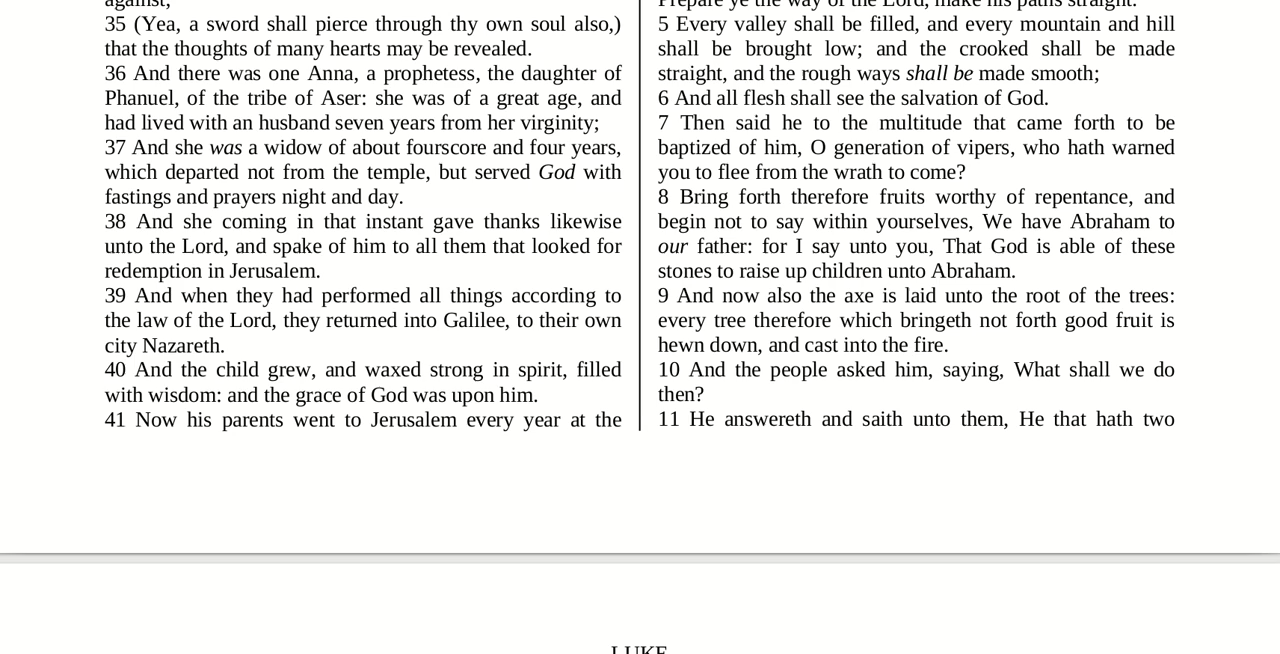 against;
35 (Yea, a sword shall pierce through thy own soul also,)
that the thoughts of many hearts may be revealed.
36 And there was one Anna, a prophetess, the daughter of
Phanuel, of the tribe of Aser: she was of a great age, and
had lived with an husband seven years from her virginity;
37 And she was a widow of about fourscore and four years,
which departed not from the temple, but served God with
fastings and prayers night and day.
38 And she coming in that instant gave thanks likewise
unto the Lord, and spake of him to all them that looked for
redemption in Jerusalem.
39 And when they had performed all things according to
the law of the Lord, they returned into Galilee, to their own
city Nazareth.
40 And the child grew, and waxed strong in spirit, filled
with wisdom: and the grace of God was upon him.
41 Now his parents went to Jerusalem every year at the
Prepare ye the way of the Lord, make his paths straight.
5 Every valley shall be filled, and every mountain and hill
shall be brought low; and the crooked shall be made
straight, and the rough ways shall be made smooth;
6 And all flesh shall see the salvation of God.
7 Then said he to the multitude that came forth to be
baptized of him, O generation of vipers, who hath warned
you to flee from the wrath to come?
8 Bring forth therefore fruits worthy of repentance, and
begin not to say within yourselves, We have Abraham to
our father: for I say unto you, That God is able of these
stones to raise up children unto Abraham.
9 And now also the axe is laid unto the root of the trees:
every tree therefore which bringeth not forth good fruit is
hewn down, and cast into the fire.
10 And the people asked him, saying, What shall we do
then?
11 He answereth and saith unto them, He that hath two
LUKE